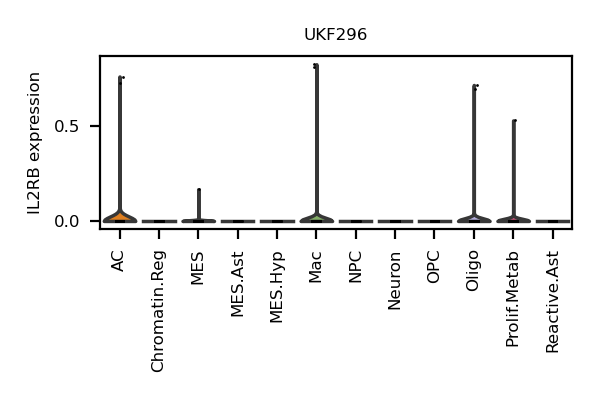 UKF296
IL2RB expression
0.5
0.0
AC
Chromatin.Reg
MES
MES.Ast
MES.Hyp
Mac
NPC
Neuron
OPC
Oligo
Prolif.Metab
Reactive.Ast